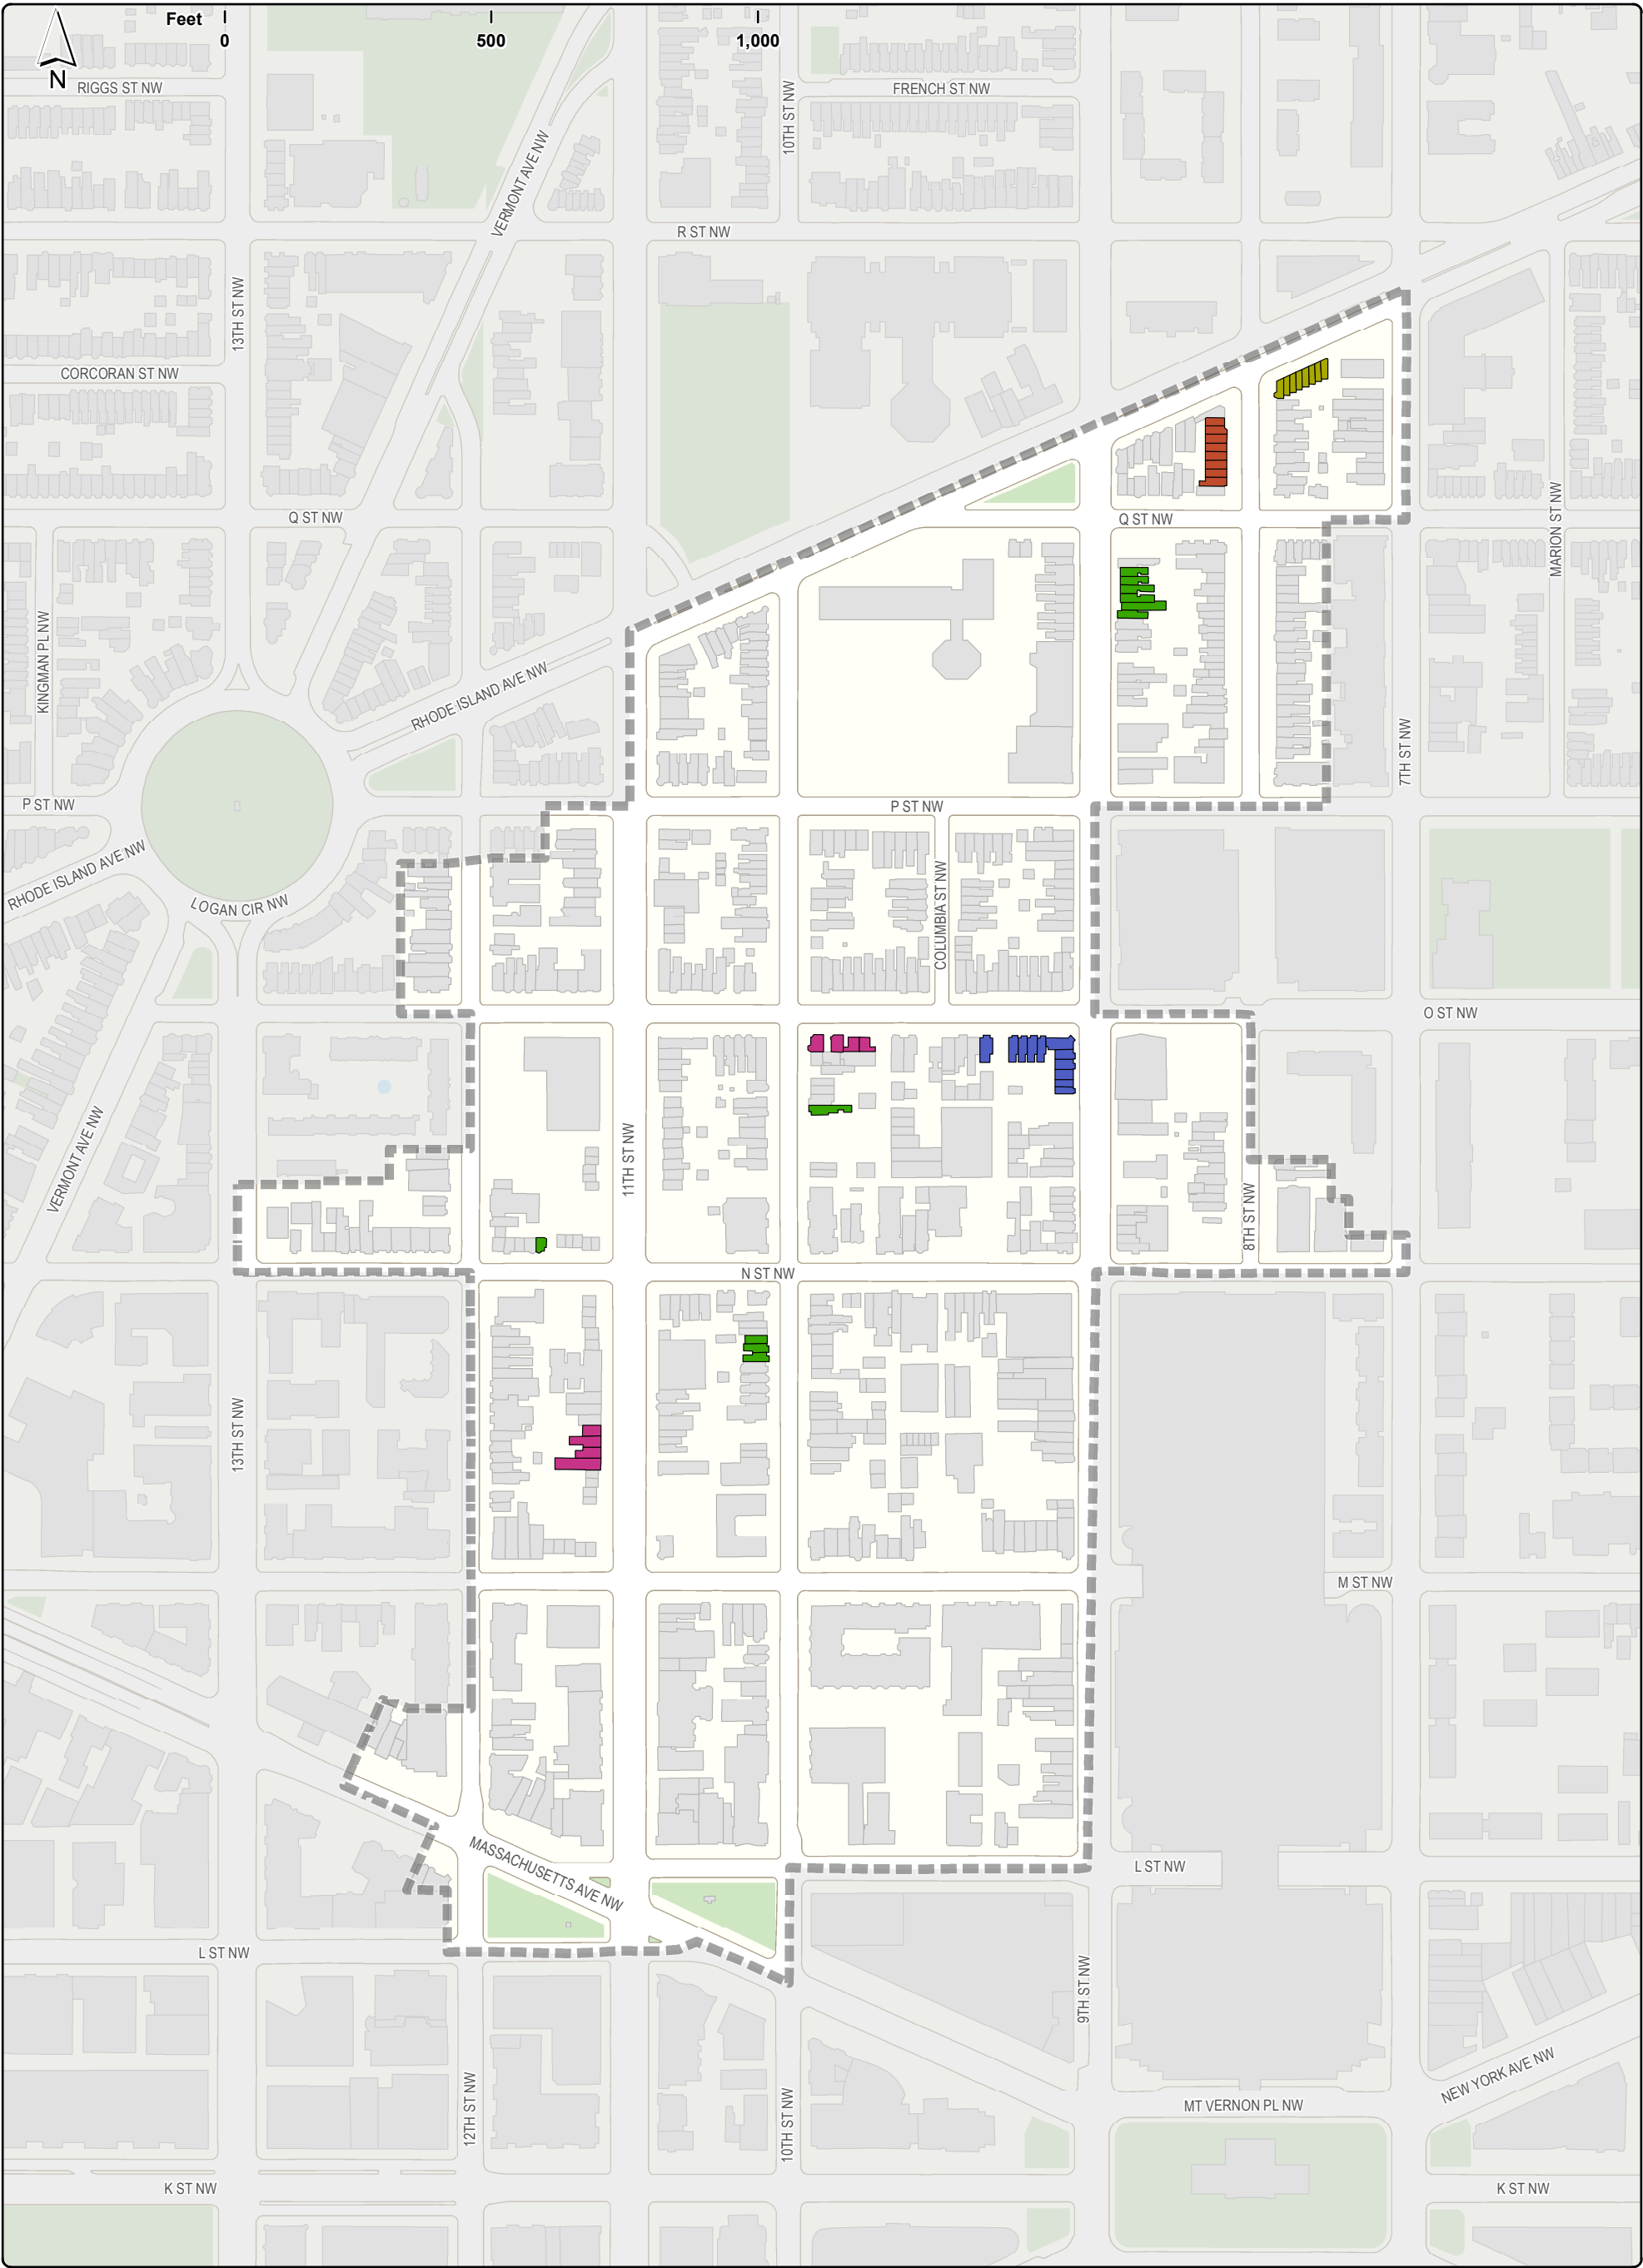 Feet
0
500
1,000
N
RIGGS ST NW
FRENCH ST NW
10TH ST NW
VERMONT AVE NW
R ST NW
13TH ST NW
CORCORAN ST NW
Q ST NW
Q ST NW
MARION ST NW
KINGMAN PL NW
RHODE ISLAND AVE NW
7TH ST NW
P ST NW
P ST NW
RHODE ISLAND AVE NW
LOGAN CIR NW
COLUMBIA ST NW
O ST NW
VERMONT AVE NW
11TH ST NW
8TH ST NW
N ST NW
13TH ST NW
M ST NW
MASSACHUSETTS AVE NW
L ST NW
L ST NW
9TH ST NW
NEW YORK AVE NW
12TH ST NW
10TH ST NW
MT VERNON PL NW
K ST NW
K ST NW